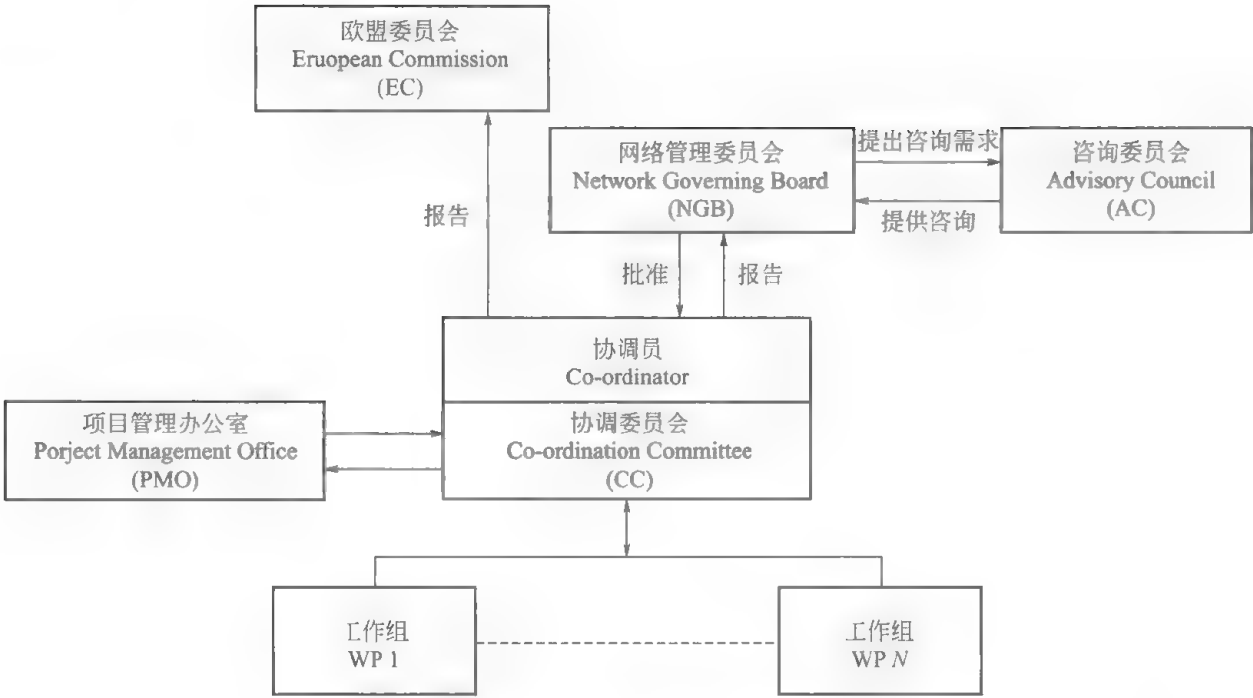 欧盟委员会
Eruopean Commission
(EC)
网络管理委员会
Network Governing Board
(NGB)
提出咨询需求
提供咨询
咨询委员会
Advisory Council
(AC)
报告
批准
报告
协调员
Co-ordinator
项目管理办公室
Porject Management Office
(PMO)
协调委员会
Co-ordination Committee
(CC)
工作组
WP 1
工作组
WP N